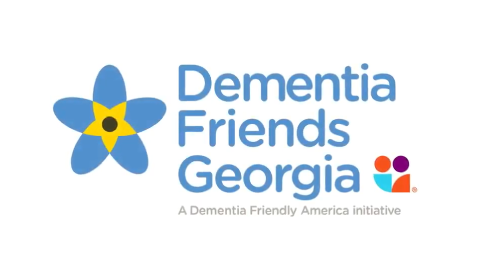 Dementia
Friends
Georgia
®
A Dementia Friendly America initiative